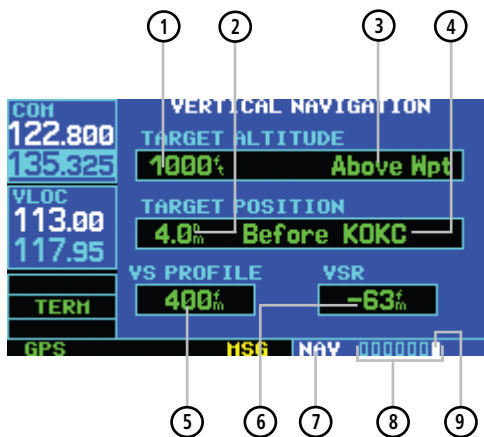 1 2 3 4
COM
122.800
135.325
VLOC
113.00
117.95
TERM
GPS
VERTICAL NAVIGATION
TARGET ALTITUDE
1000ft Above Wpt
TARGET POSITION
4.0nm Before KOKC
VS PROFILE VSR
400fm -63fm
MSG NAV
5 6 7 8 9